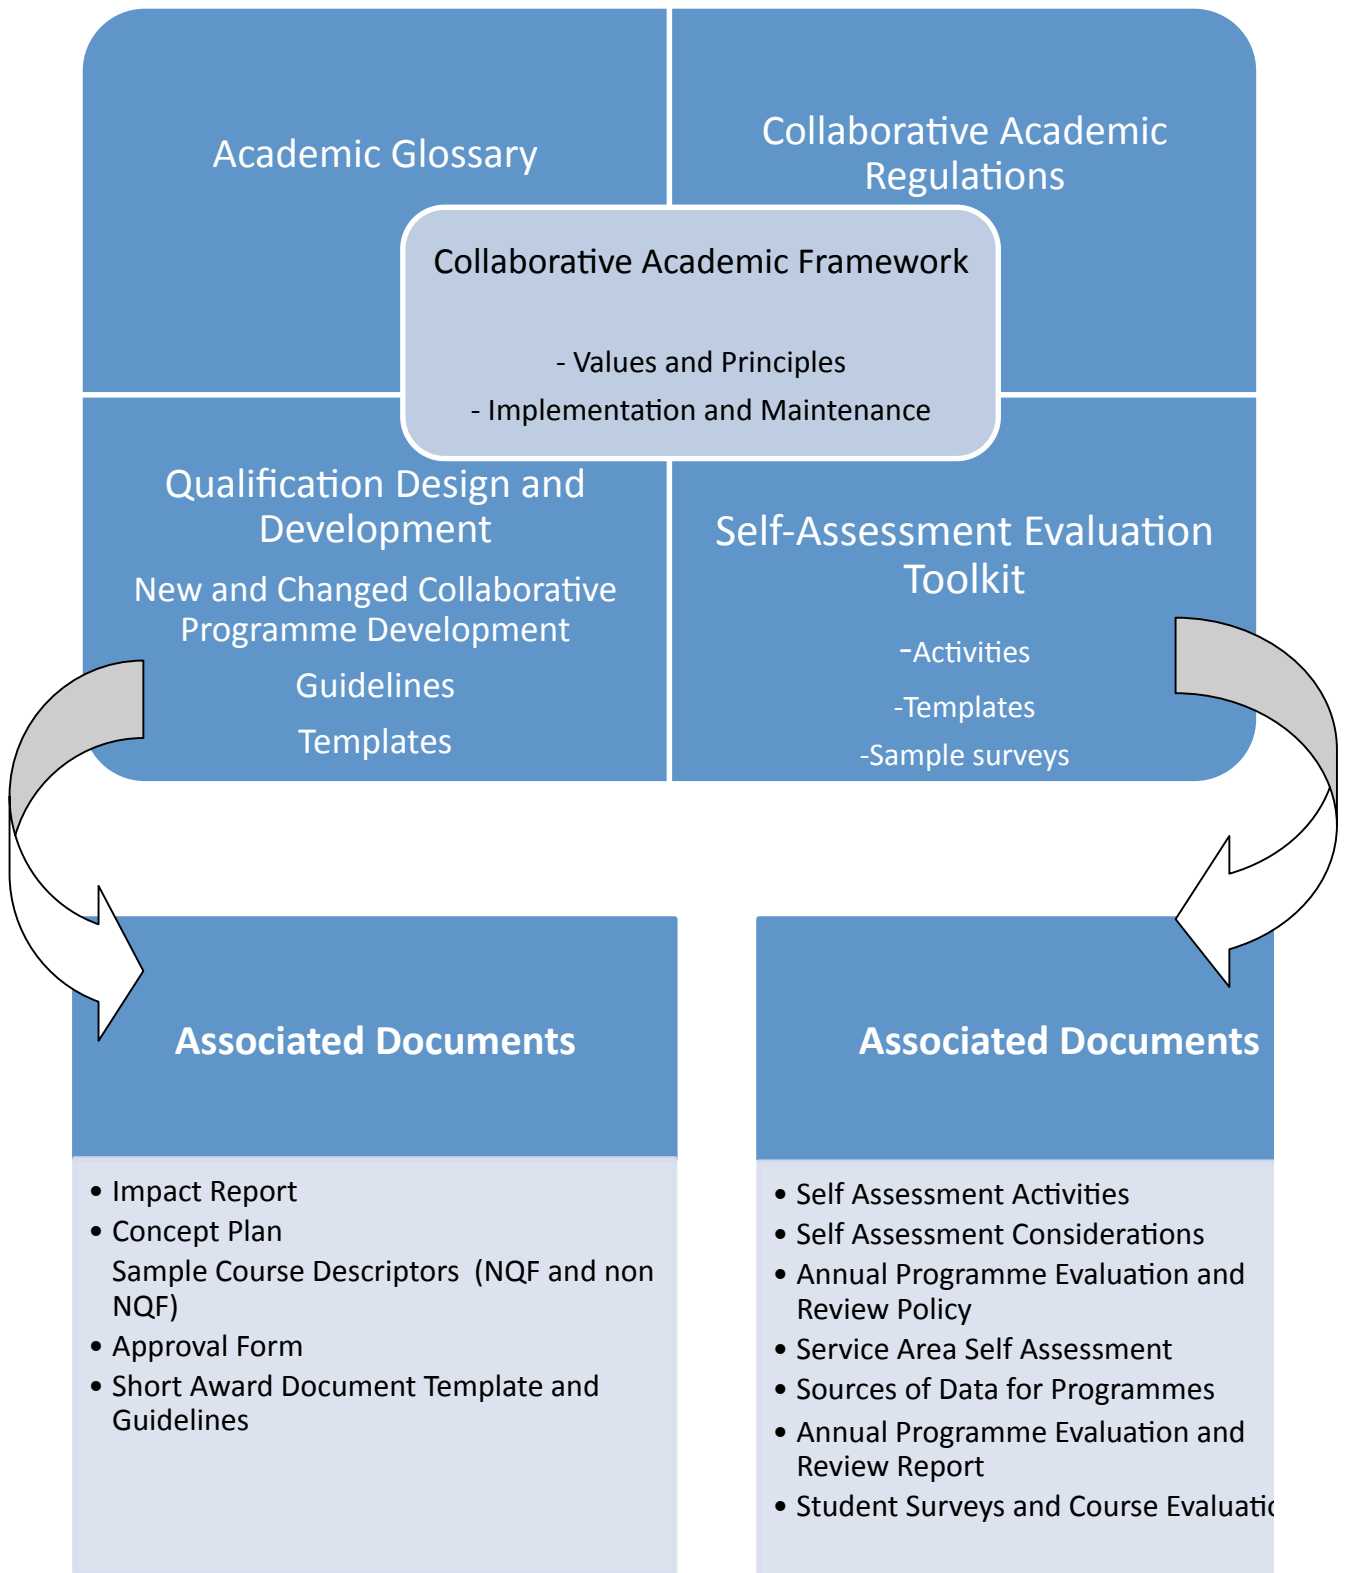 Academic Glossary
Collaborative Academic
Regulations
Collaborative Academic Framework
- Values and Principles
- Implementation and Maintenance
Qualification Design and
Development
New and Changed Collaborative
Programme Development
Guidelines
Templates
Self-Assessment Evaluation
Toolkit
-Activities
-Templates
-Sample surveys
Associated Documents
• Impact Report
• Concept Plan
Sample Course Descriptors (NQF and non
NQF)
• Approval Form
• Short Award Document Template and
Guidelines
Associated Documents
• Self Assessment Activities
• Self Assessment Considerations
• Annual Programme Evaluation and
Review Policy
• Service Area Self Assessment
• Sources of Data for Programmes
• Annual Programme Evaluation and
Review Report
• Student Surveys and Course